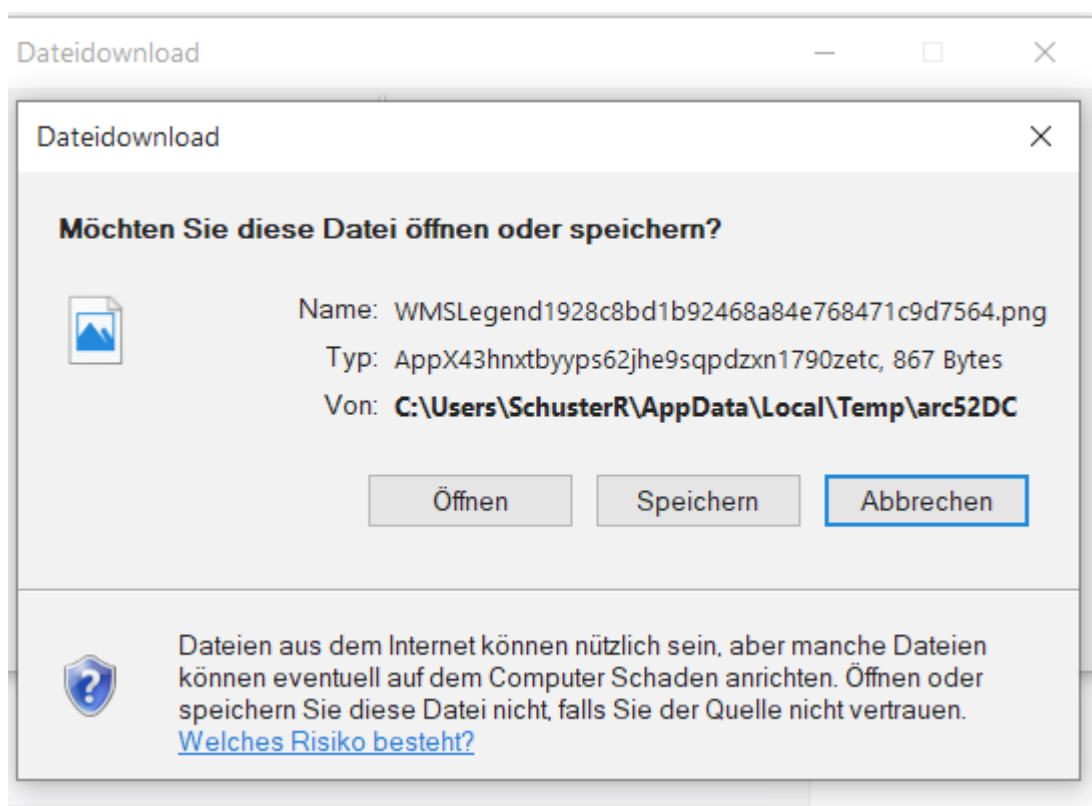 Dateidownload
Dateidownload
Möchten Sie diese Datei öffnen oder speichern?
Name: WMSLegend1928c8bd1b92468a84e768471c9d7564.png
Typ: AppX43hnxtbyyps62jhe9sqpdzxn1790zetc, 867 Bytes
Von: C:\Users\SchusterR\AppData\Local\Temp\arc52DC
Öffnen Speichern Abbrechen
Dateien aus dem Internet können nützlich sein, aber manche Dateien
können eventuell auf dem Computer Schaden anrichten. Öffnen oder
speichern Sie diese Datei nicht, falls Sie der Quelle nicht vertrauen.
Welches Risiko besteht?